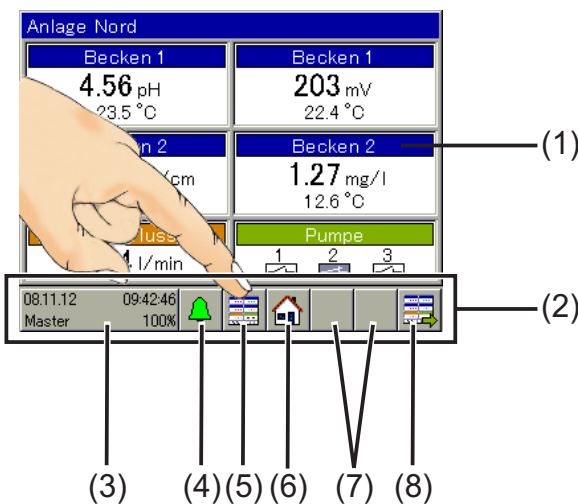 Anlage Nord
Becken 1
4.56 pH
23.5 °C
Becken 1
203 mV
22.4 °C
2
/cm
Becken 2
1.27 mg/l
12.6 °C
(1)
l/min
Pumpe
1 2 3
08.11.12 09:42:46
Master 100%
(2)
(3) (4) (5) (6) (7) (8)